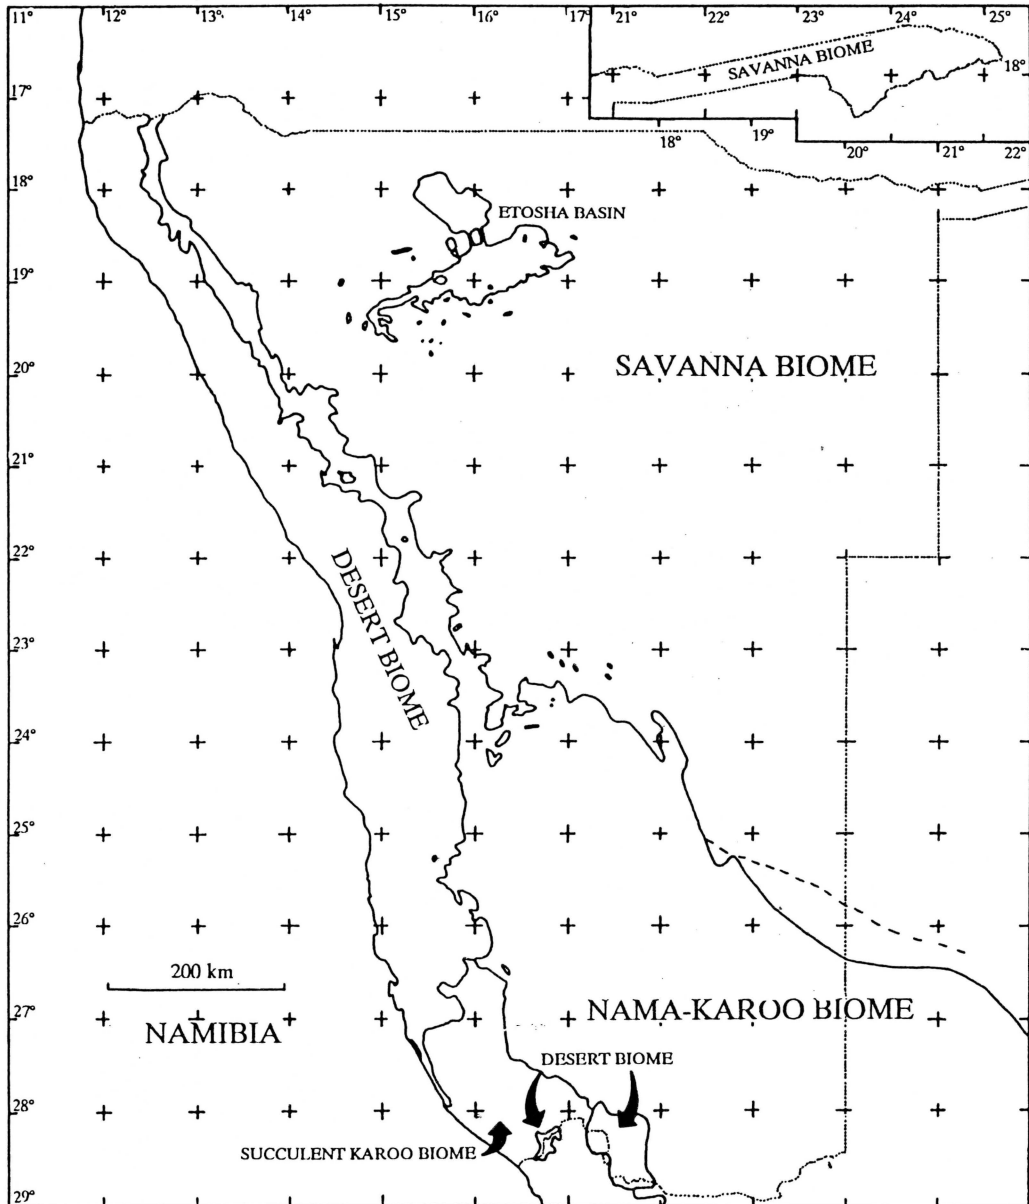 11° 12° 13° 14° 15° 16° 17° 21° 22° 23° 24° 25°
SAVANNA BIOME
18°
17°
18° 19° 20° 21° 22°
18°
ETOSHA BASIN
19°
20°
SAVANNA BIOME
21°
22°
DESERT BIOME
23°
24°
25°
26°
200 km
27°
NAMIBIA
NAMA-KAROO BIOME
DESERT BIOME
28°
SUCCULENT KAROO BIOME
29°